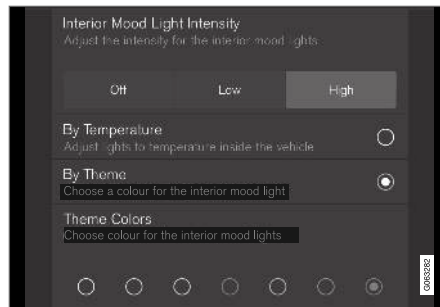 Interior Mood Light Intensity
Adjust the intensity for the interior mood lights
Off Low High
By Temperature
Adjust lights to temperature inside the vehicle
By Theme
Choose a colour for the interior mood light
Theme Colors
Choose colour for the interior mood lights
G063282